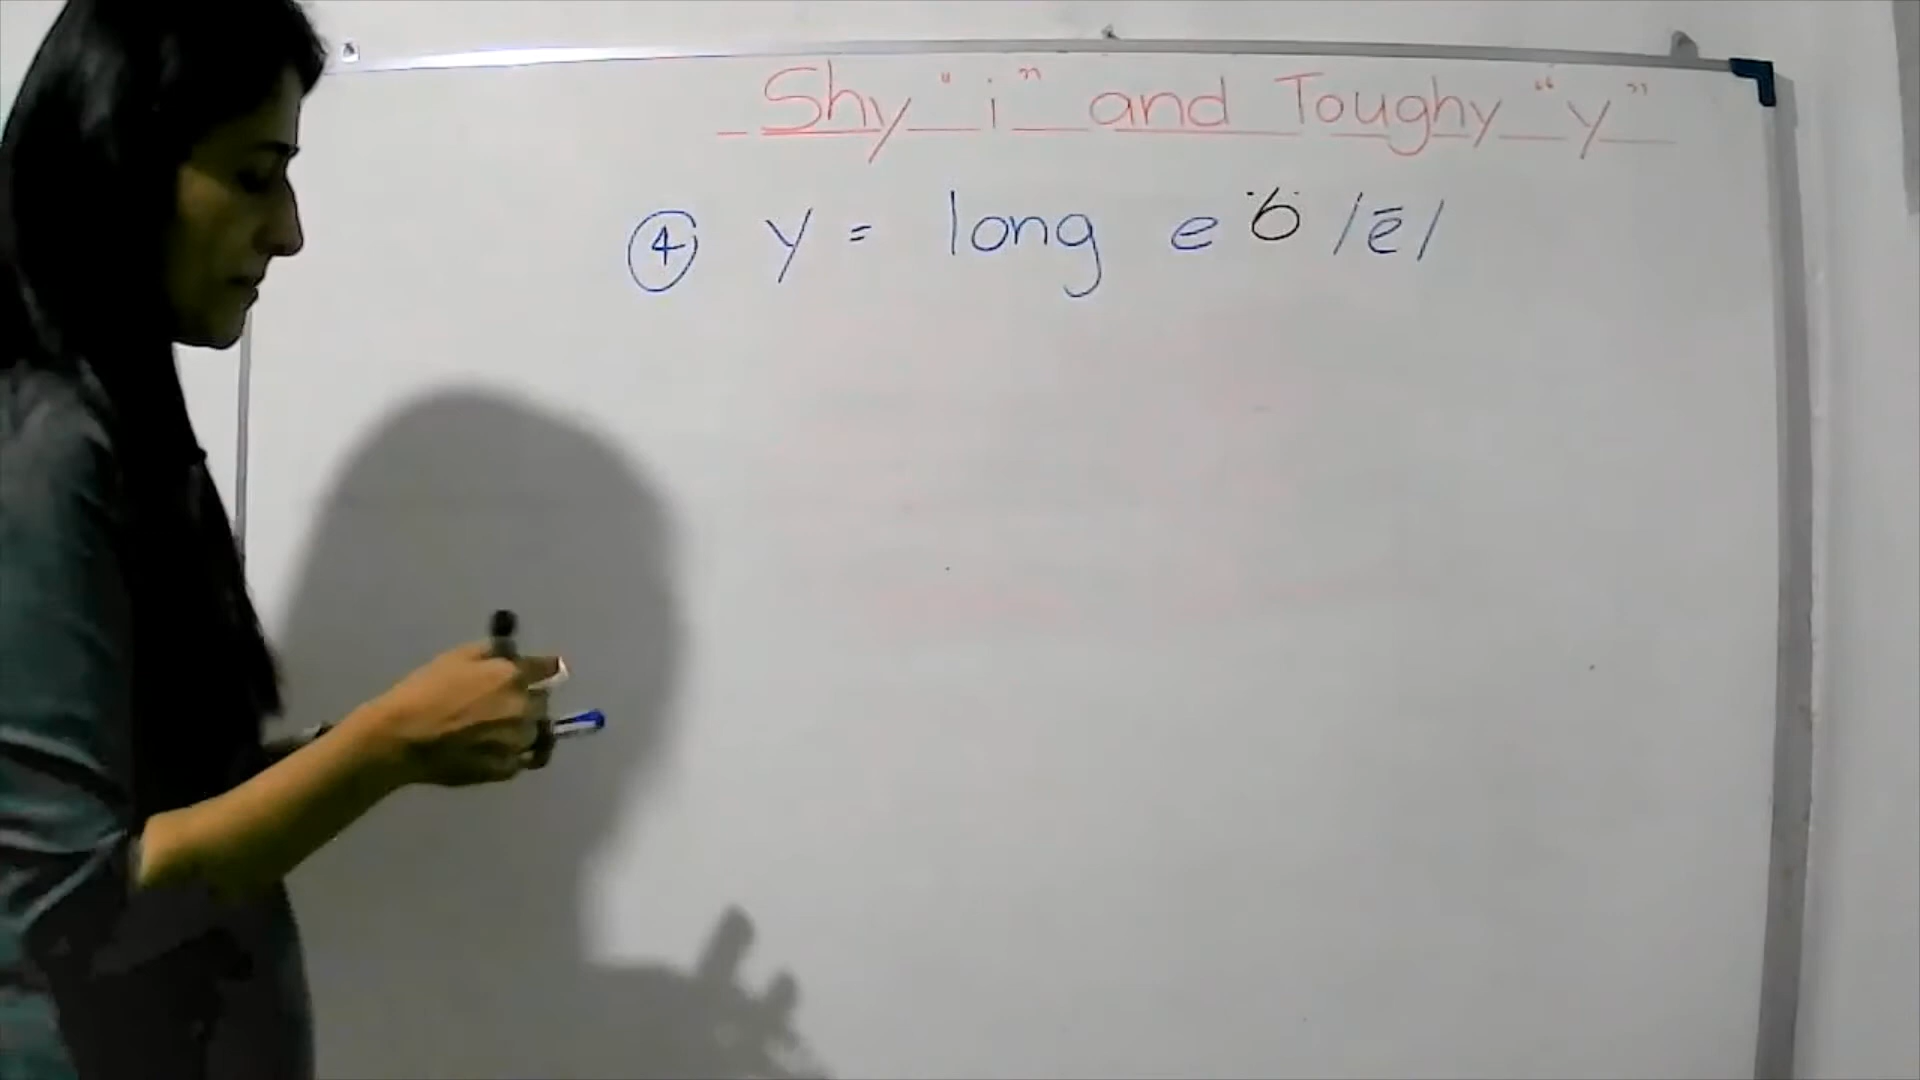 Shy "i" and Toughy "y"
④ y = long e /ē/